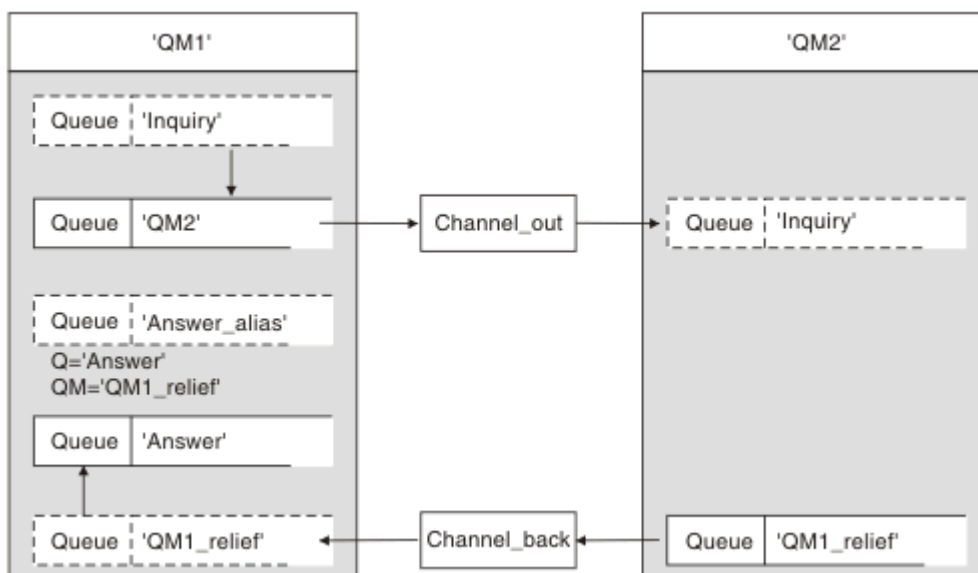 'QM1'
'QM2'
Queue 'Inquiry'
Queue 'QM2'
Channel_out
Queue 'Inquiry'
Queue 'Answer_alias'
Q='Answer'
QM='QM1_relief'
Queue 'Answer'
Queue 'QM1_relief'
Channel_back
Queue 'QM1_relief'